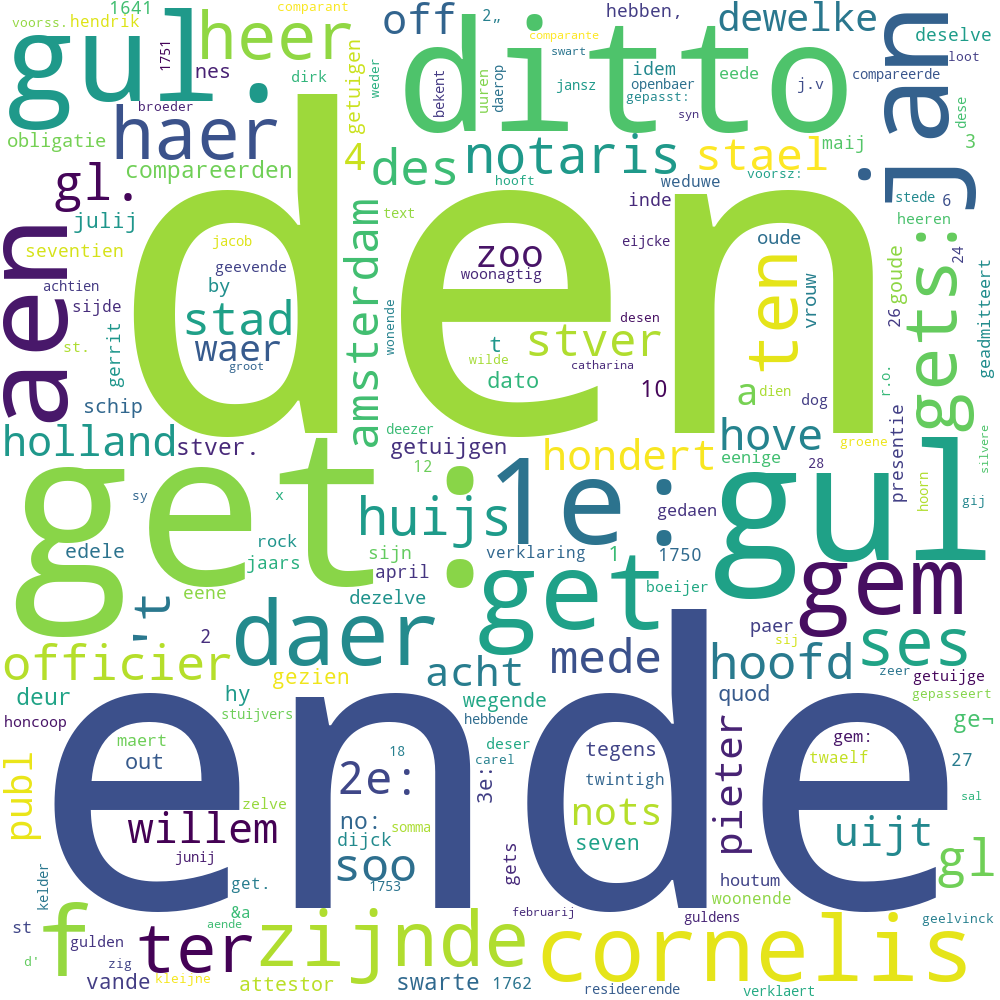 voorss. hendrik 1641 comparant off 2„ hebben, dewelke deselve
gul. heer ditto jan
1751 nes dirk getuigen weder comparante swart idem eede compareerde loot
broeder bekent uuren daerop jansz openbaer gepasst: j.v dese
obligatie haer 4 syn
compareerden des notaris stael maij 3
gl. hooft weduwe voorsz: stede 6
julij den text inde heeren
seventien jacob amsterdam zoo eijcke oude 24
aen geevende woonagtig vrouw goude geadmitteert
achtien by
sijde stad t desen ten 26 gets:
st. gerrit waer stver
groot wonende wilde catharina r.o.
schip dato 10 a dien dog
holland stver. deezer getuijgen hondert hove groene presentie silvere
12 eenige 28 hoorn
sy x get: 1e: gul gij
rock huijs gedaen
edele jaars sijn verklaring 1 1750
april boeijer gem
eene dezelve get
't 2 daer paer ses
mede sij
officier gezien acht hoofd zeer getuijge
deur hy wegende quod gepasseert
honcoop stuijvers hebbende ge¬
ende
maert 18 deser tegens gem:
out carel twaelf 27
publ 2e: 3e: twintigh pieter
zelve nots sal
willem no: somma uijt
junij dijck seven gl
soo gets
kelder get. 1753 houtum
&a woonende
st f aende februarij guldens geelvinck
gulden ter zijnde cornelis
d' zig
vande kleijne attestor swarte 1762 resideerende verklaert